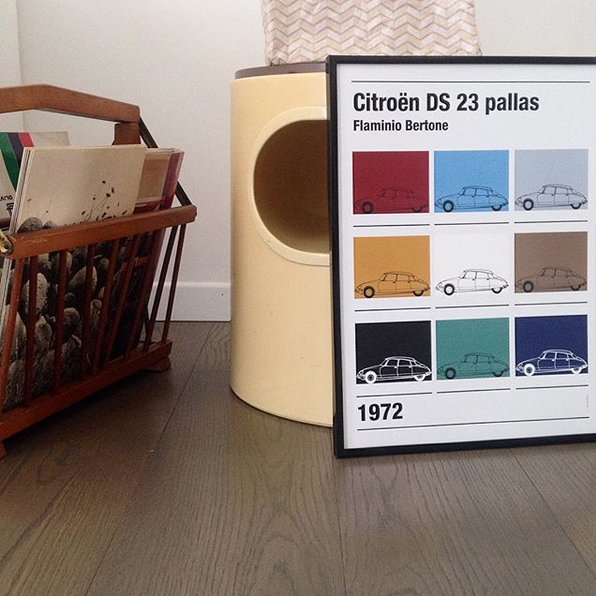 Citroën DS 23 pallas
Flaminio Bertone
1972